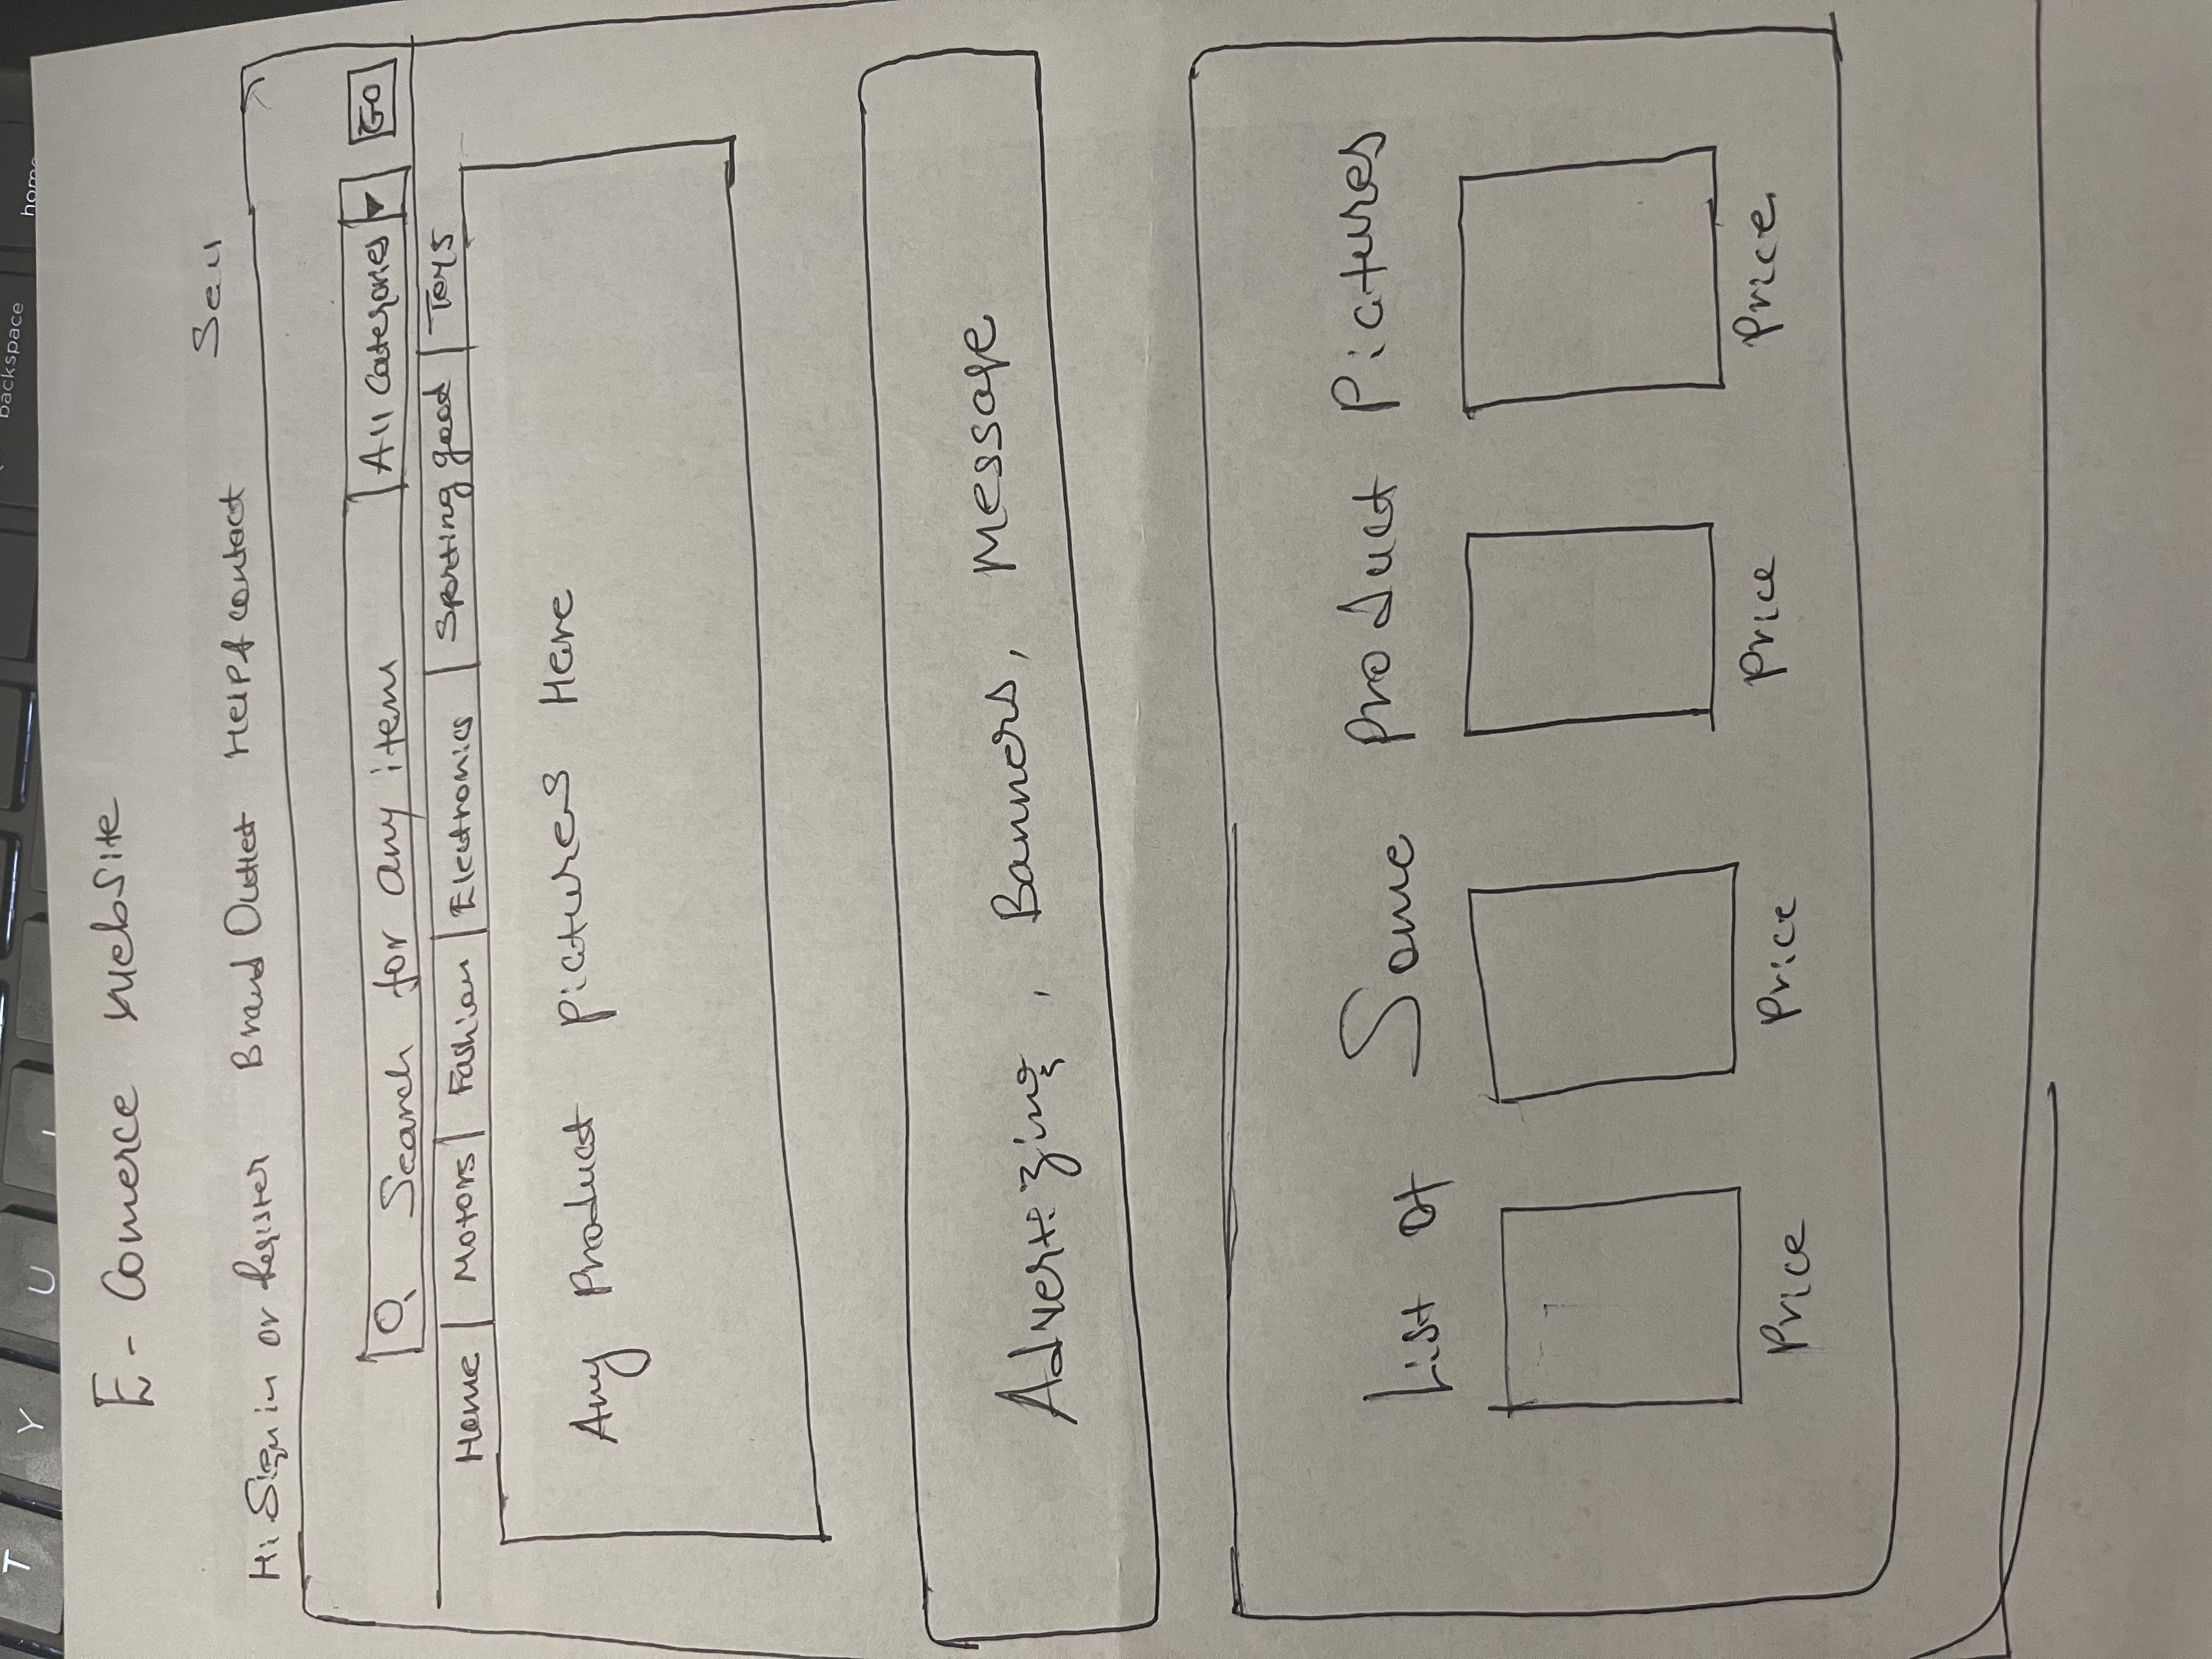 T Y U backspace home
E- Comerce Website
Hi Sign in or Register Brand Outlet Help & contact Sell
Search for any item All Categories GO
Home Motors Fashion Electronics Sporting good Toys
Any Product pictures Here
Advertizing, Banners, Message
List of Some Product Pictures
Price Price Price Price